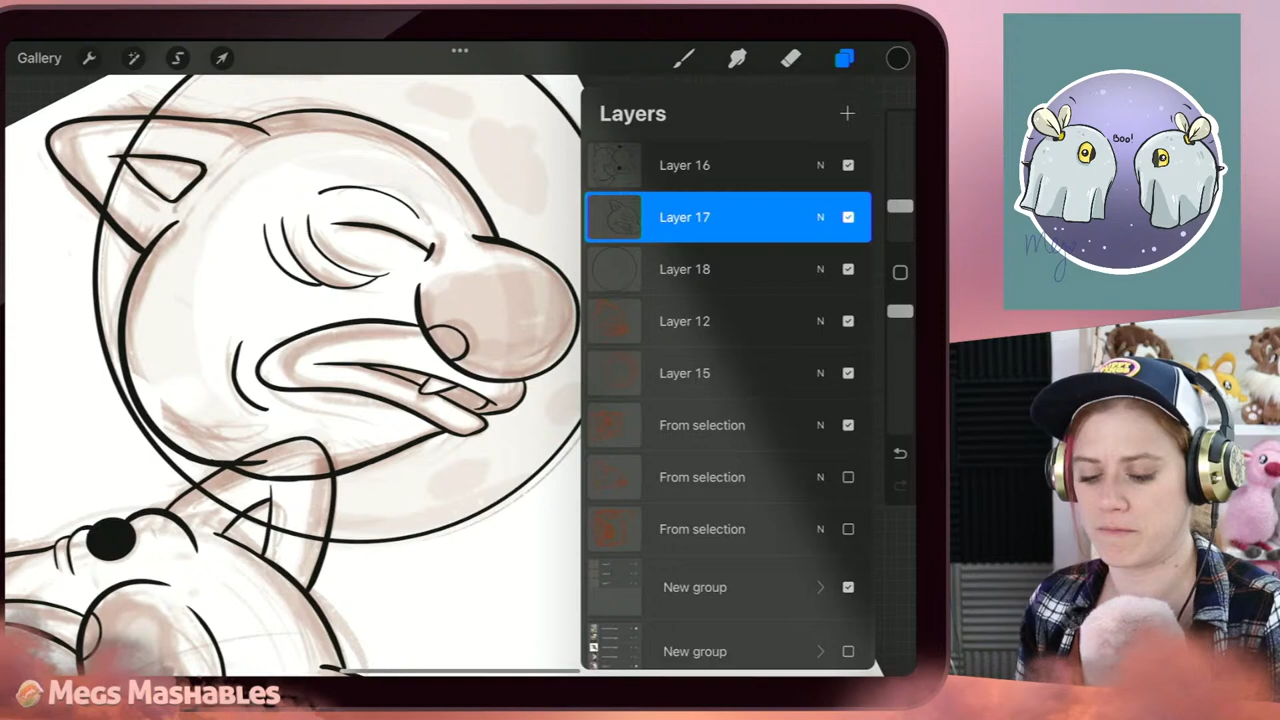 Gallery
Layers
Layer 16 N
Layer 17 N
Layer 18 N
Layer 12 N
Layer 15 N
From selection N
From selection N
From selection N
New group
New group
BOO!
MEGS MASHABLES